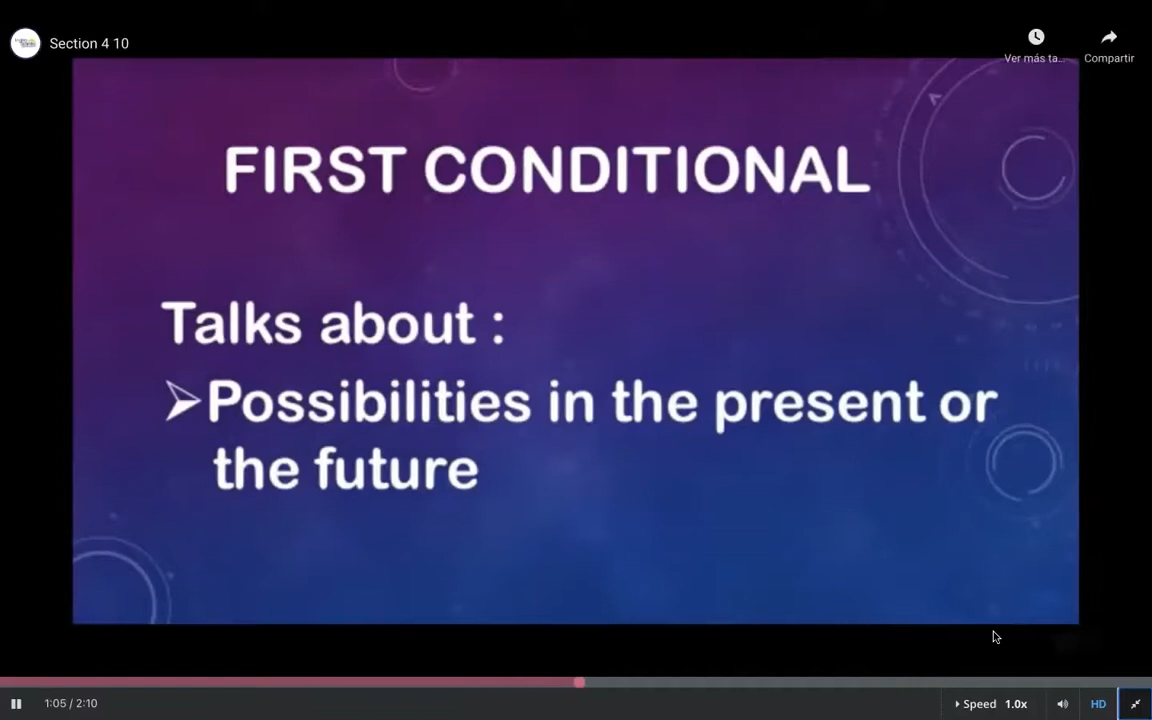 Section 4 10
Ver más ta...
Compartir
FIRST CONDITIONAL
Talks about :
➢Possibilities in the present or
the future
1:05 / 2:10
Speed 1.0x
HD